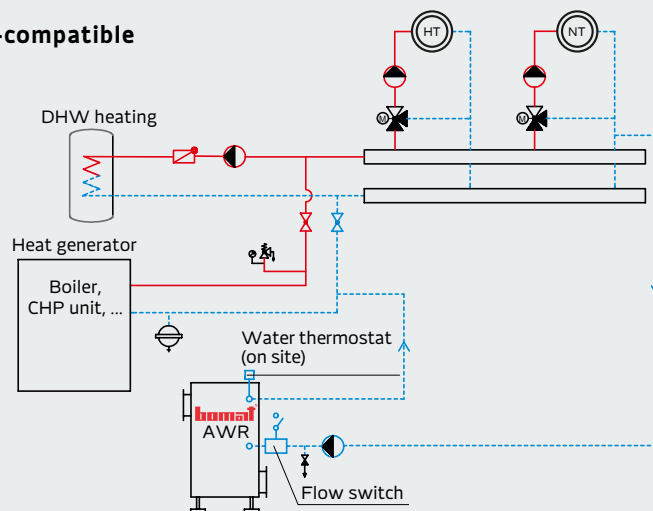 -compatible
HT
NT
M
M
DHW heating
Heat generator
Boiler,
CHP unit, ...
Water thermostat
(on site)
bomat
AWR
Flow switch